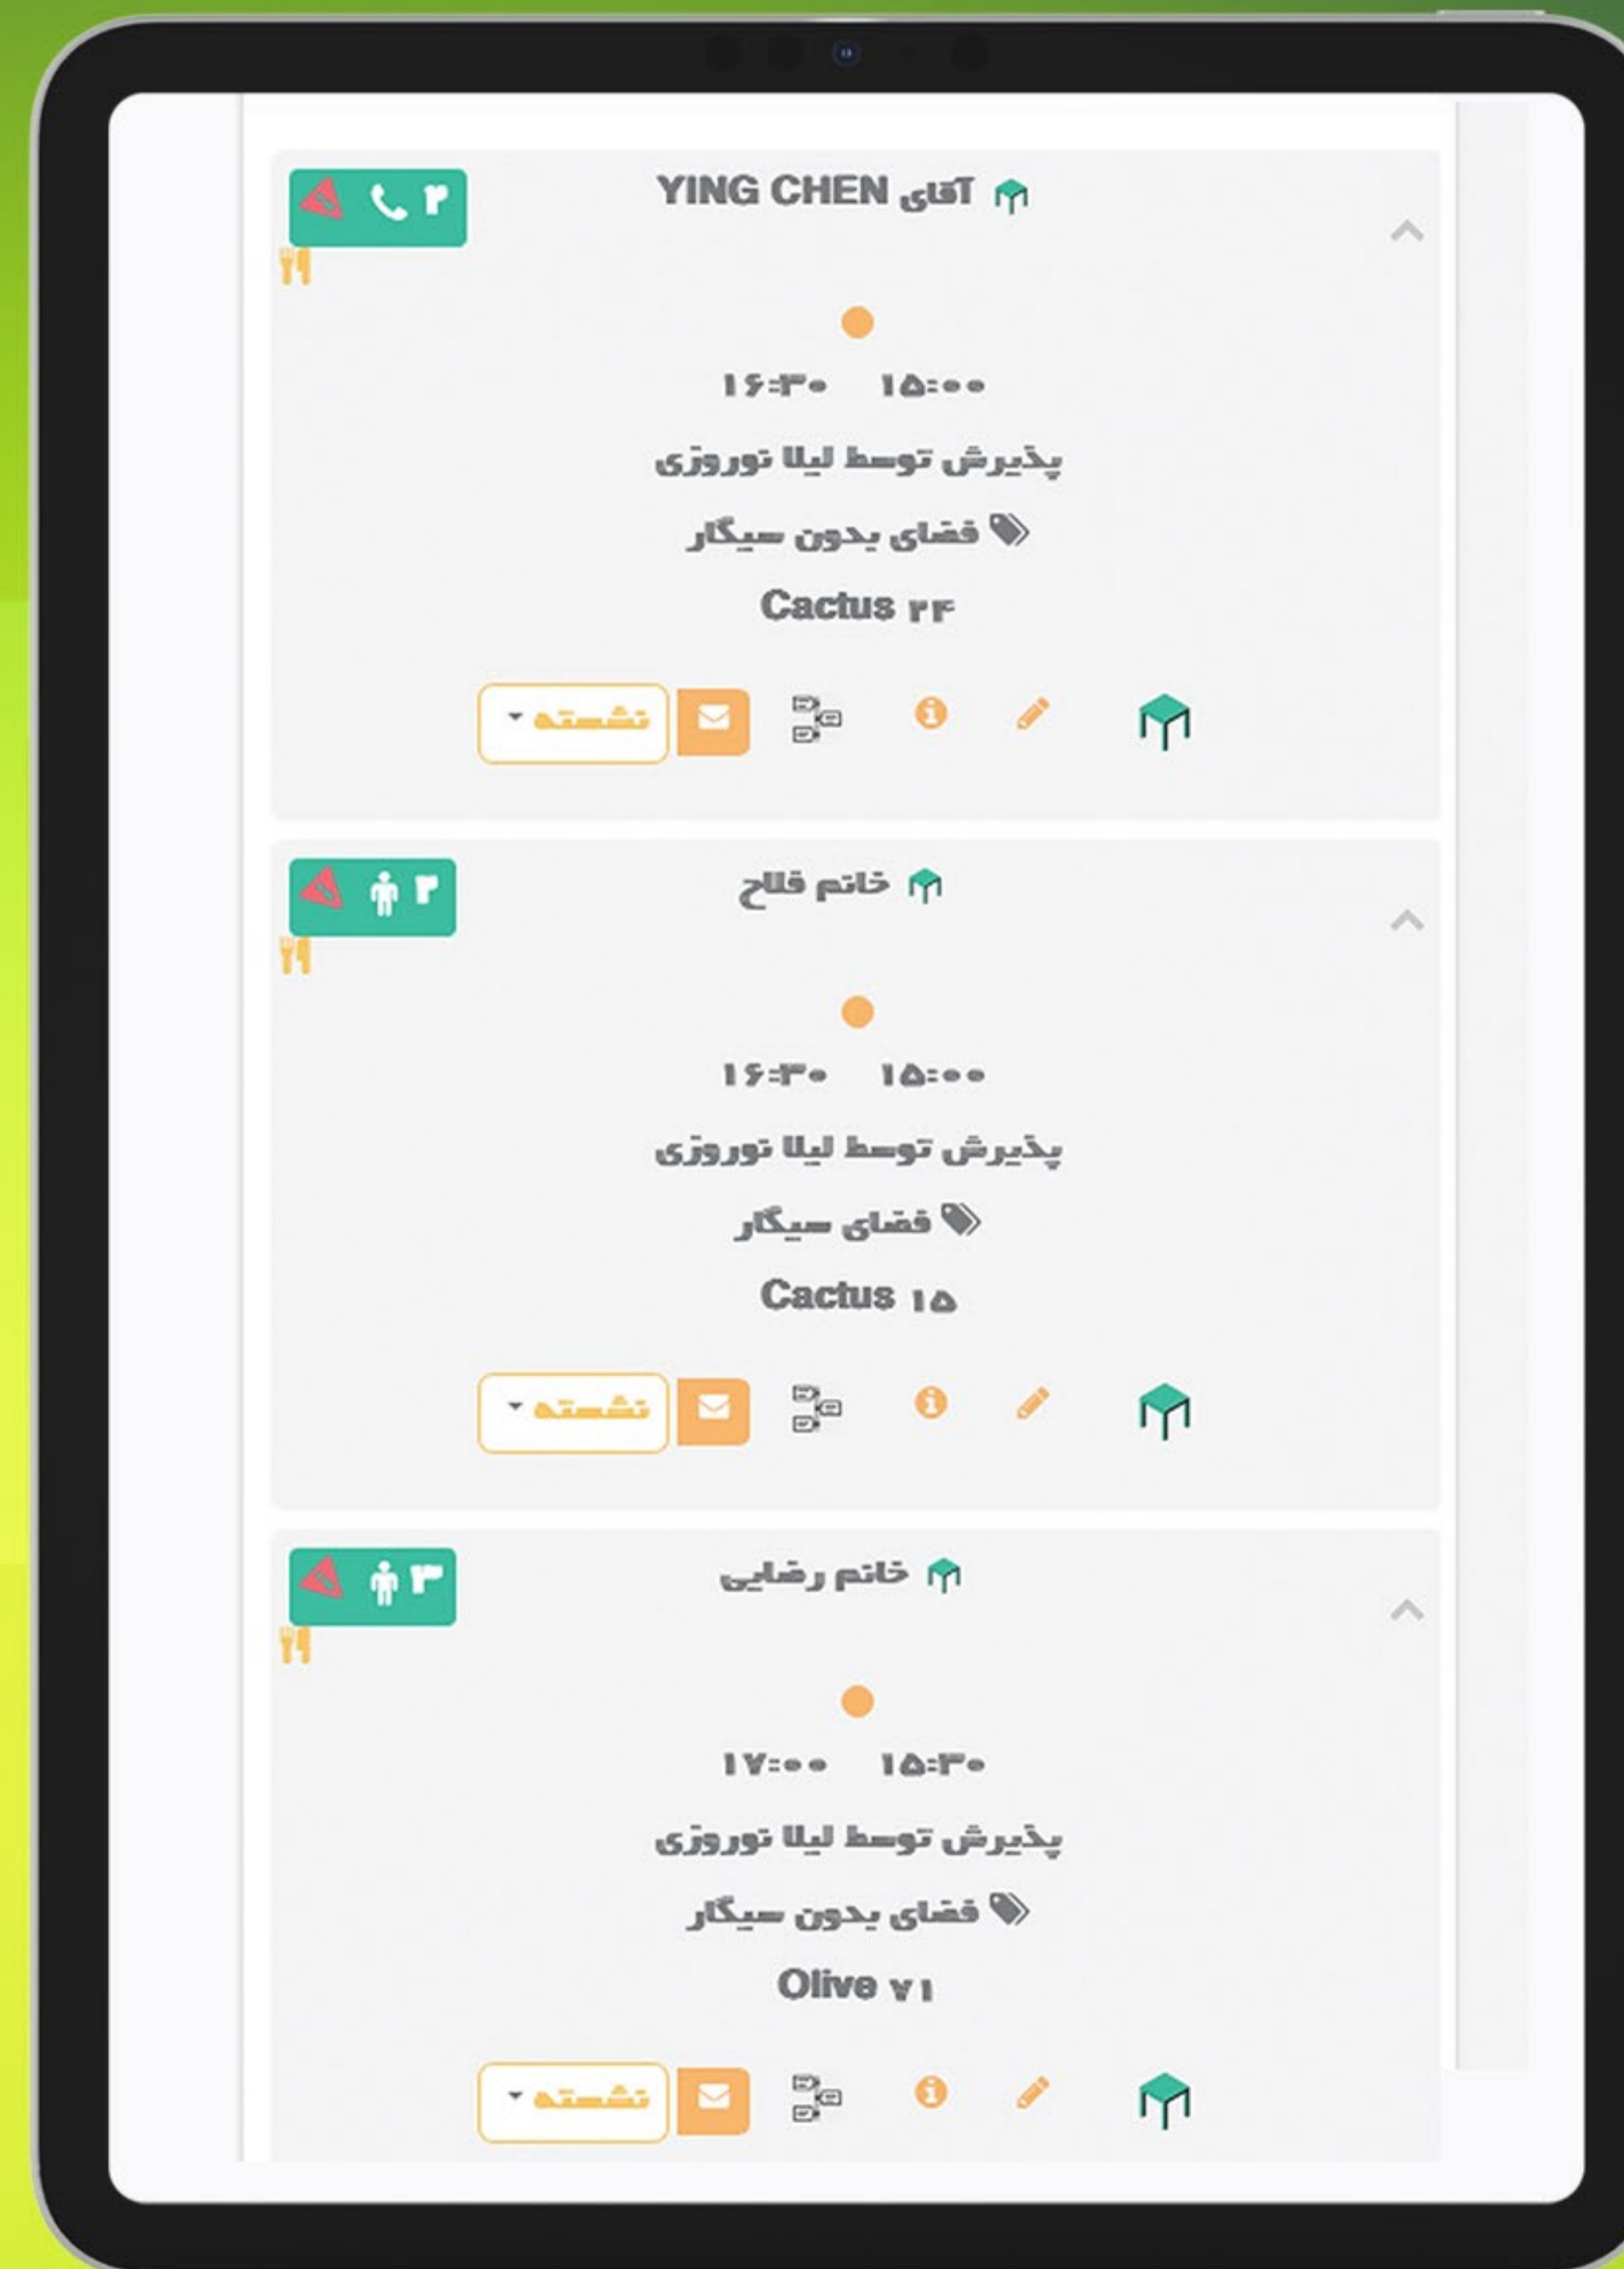 آقای YING CHEN
۲
۱۵:۰۰ ۱۶:۳۰
پذیرش توسط لیلا نوروزی
فضای بدون سیگار
Cactus ۲۴
نشسته
خانم فلاح
۲
۱۵:۰۰ ۱۶:۳۰
پذیرش توسط لیلا نوروزی
فضای سیگار
Cactus ۱۵
نشسته
خانم رضایی
۳
۱۵:۳۰ ۱۷:۰۰
پذیرش توسط لیلا نوروزی
فضای بدون سیگار
Olive ۷۱
نشسته